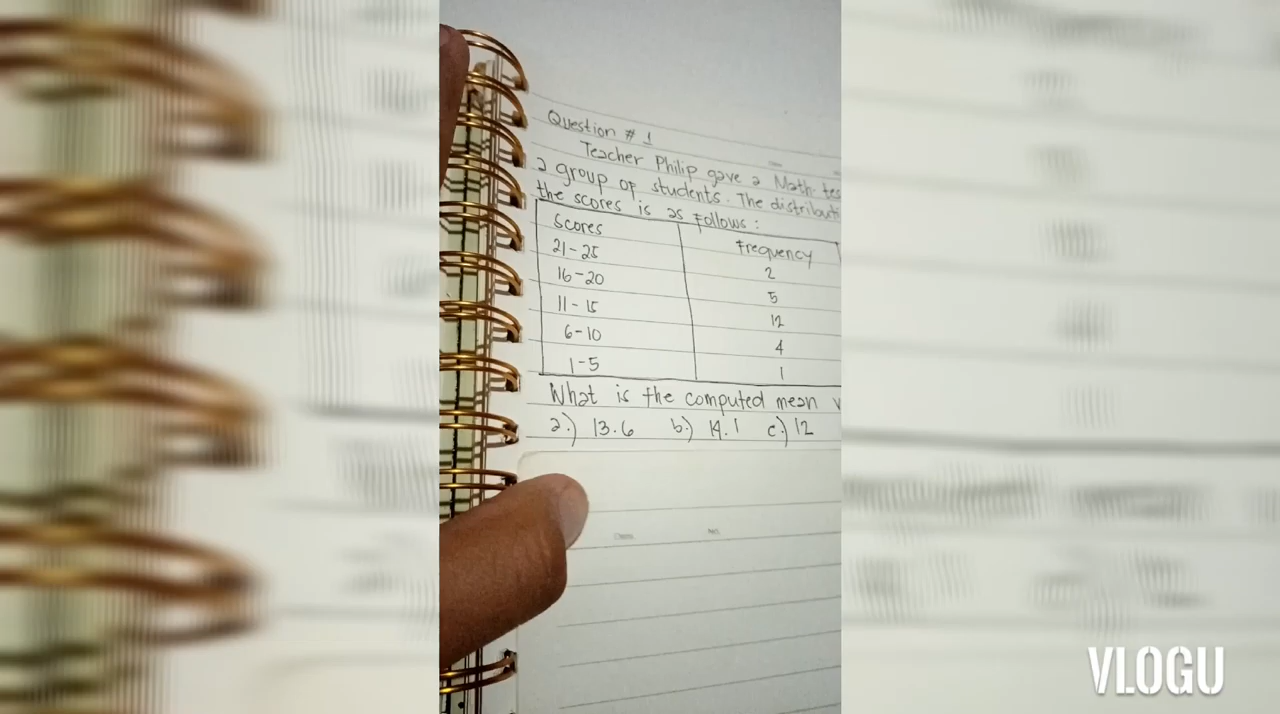 Question # 1
Teacher Philip gave a Math tes
a group of students. The distributi
the scores is as follows:
Scores Frequency
21-25 2
16-20 5
11-15 12
6-10 4
1-5 1
What is the computed mean
a.) 13.6 b.) 14.1 c.) 12
VLOGU